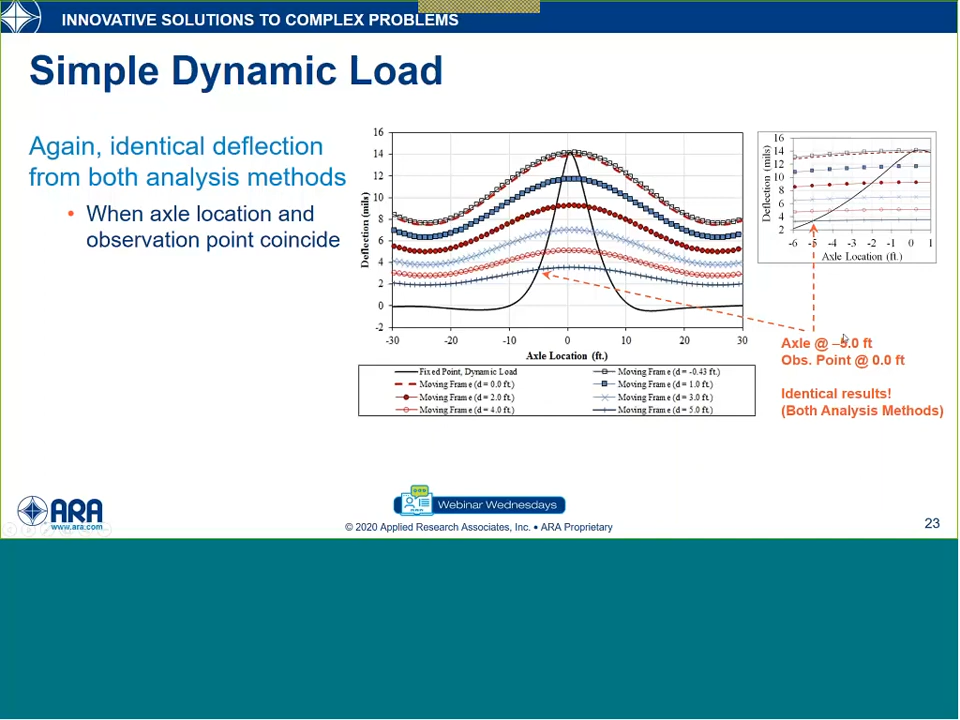 INNOVATIVE SOLUTIONS TO COMPLEX PROBLEMS
Simple Dynamic Load
Again, identical deflection
from both analysis methods
• When axle location and
observation point coincide
Deflection (mils)
16
14
12
10
8
6
4
2
0
-2
-30
-20
-10
0
10
20
30
Axle Location (ft.)
Fixed Point, Dynamic Load
Moving Frame (d = -0.43 ft.)
Moving Frame (d = 0.0 ft.)
Moving Frame (d = 1.0 ft.)
Moving Frame (d = 2.0 ft.)
Moving Frame (d = 3.0 ft.)
Moving Frame (d = 4.0 ft.)
Moving Frame (d = 5.0 ft.)
Deflection (mils)
16
14
12
10
8
6
4
2
-6
-5
-4
-3
-2
-1
0
1
Axle Location (ft.)
Axle @ –5.0 ft
Obs. Point @ 0.0 ft
Identical results!
(Both Analysis Methods)
ARA
www.ara.com
Webinar Wednesdays
© 2020 Applied Research Associates, Inc. • ARA Proprietary
23